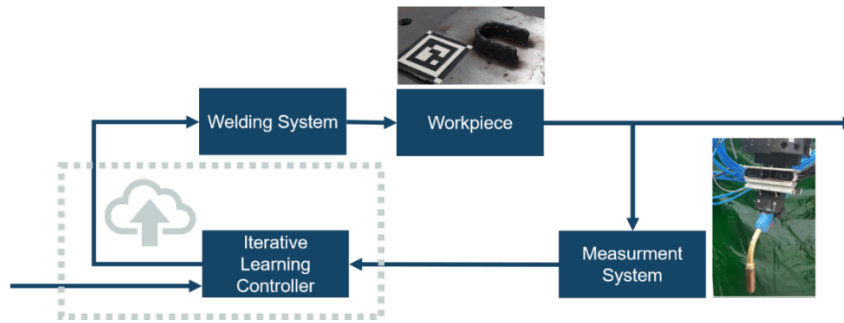 Welding System
Workpiece
Iterative
Learning
Controller
Measurment
System